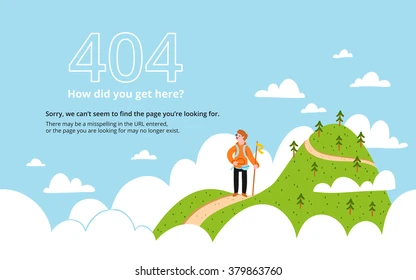 404
How did you get here?
Sorry, we can't seem to find the page you're looking for.
There may be a misspelling in the URL entered,
or the page you are looking for may no longer exist.
shutterstock.com · 379863760